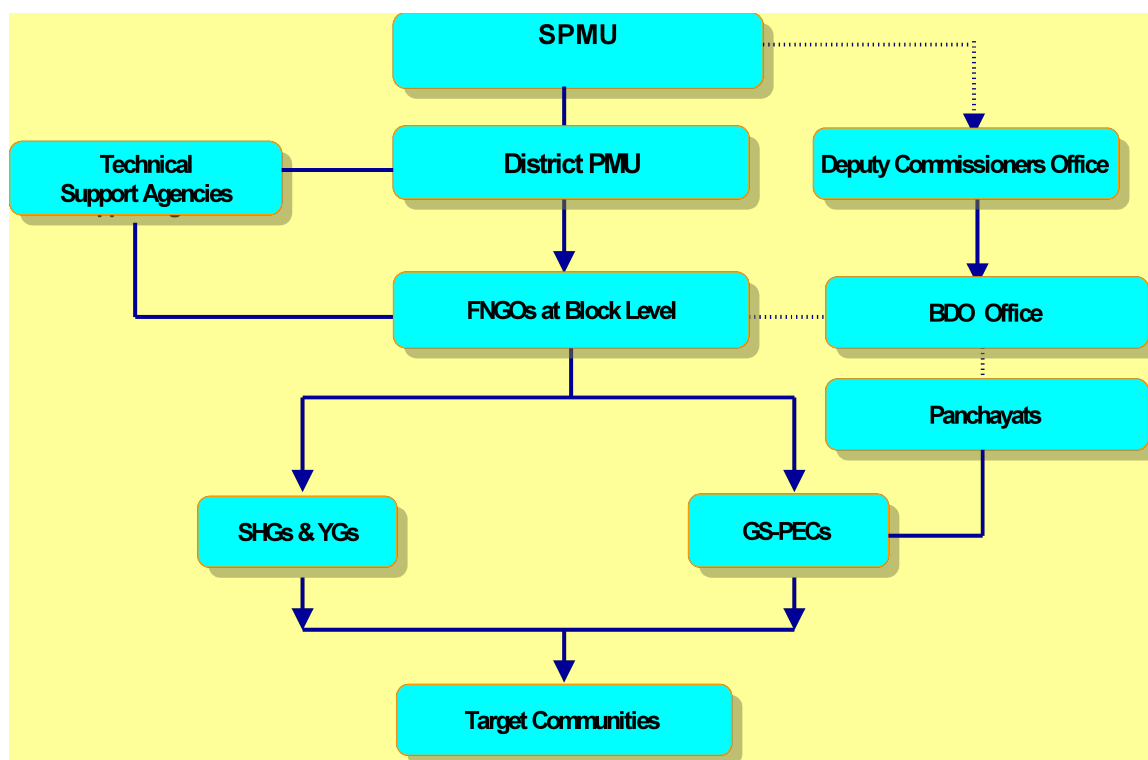 SPMU
Technical
Support Agencies
District PMU
Deputy Commissioners Office
FNGOs at Block Level
BDO Office
Panchayats
SHGs & YGs
GS-PECs
Target Communities